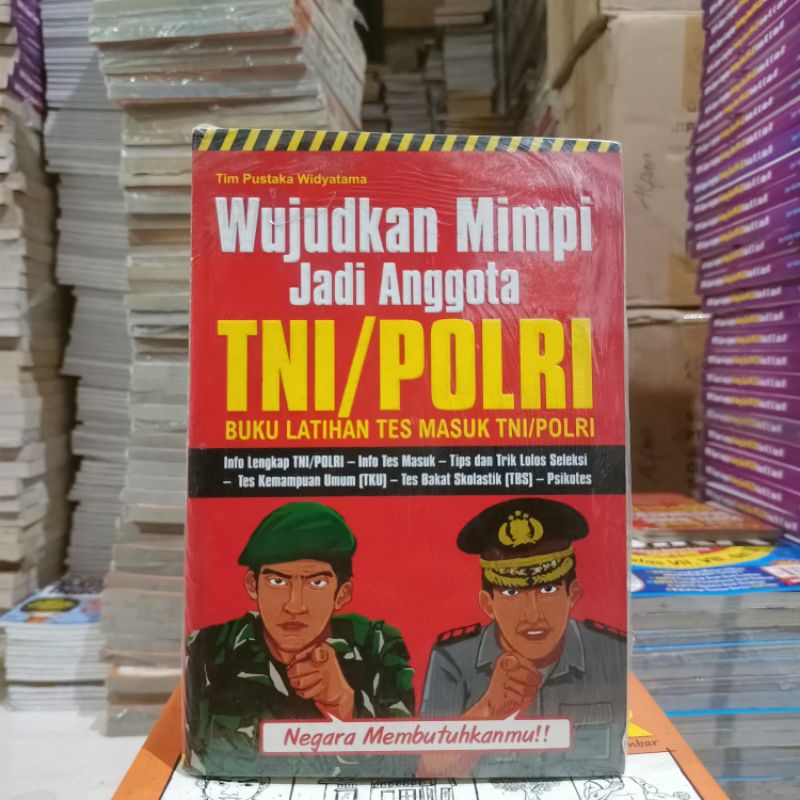 Tim Pustaka Widyatama
Wujudkan Mimpi
Jadi Anggota
TNI/POLRI
BUKU LATIHAN TES MASUK TNI/POLRI
Info Lengkap TNI/POLRI – Info Tes Masuk – Tips dan Trik Lolos Seleksi
– Tes Kemampuan Umum (TKU) – Tes Bakat Skolastik (TBS) – Psikotes
Negara Membutuhkanmu!!